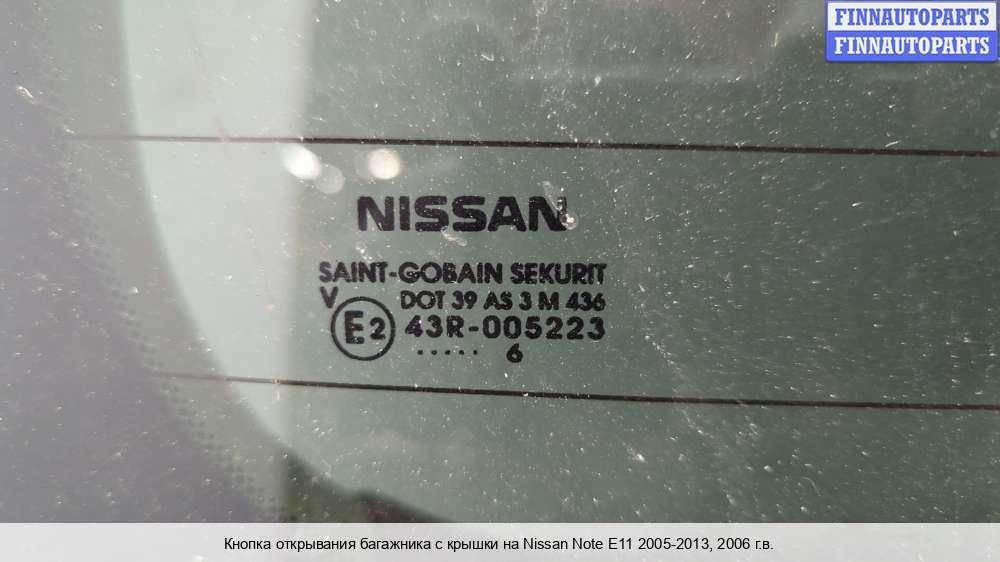 FINNAUTOPARTS
FINNAUTOPARTS
NISSAN
SAINT-GOBAIN SEKURIT
V DOT 39 AS 3 M 436
E2 43R-005223
..... 6
Кнопка открывания багажника с крышки на Nissan Note E11 2005-2013, 2006 г.в.